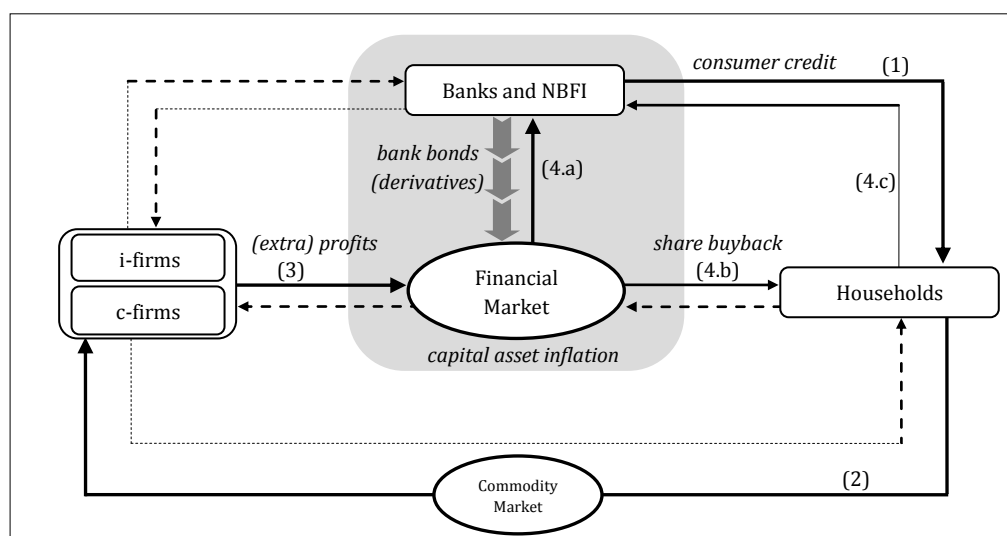 consumer credit
(1)
Banks and NBFI
bank bonds
(derivatives)
(4.a)
(4.c)
(extra) profits
(3)
share buyback
(4.b)
i-firms
c-firms
Financial
Market
Households
capital asset inflation
Commodity
Market
(2)